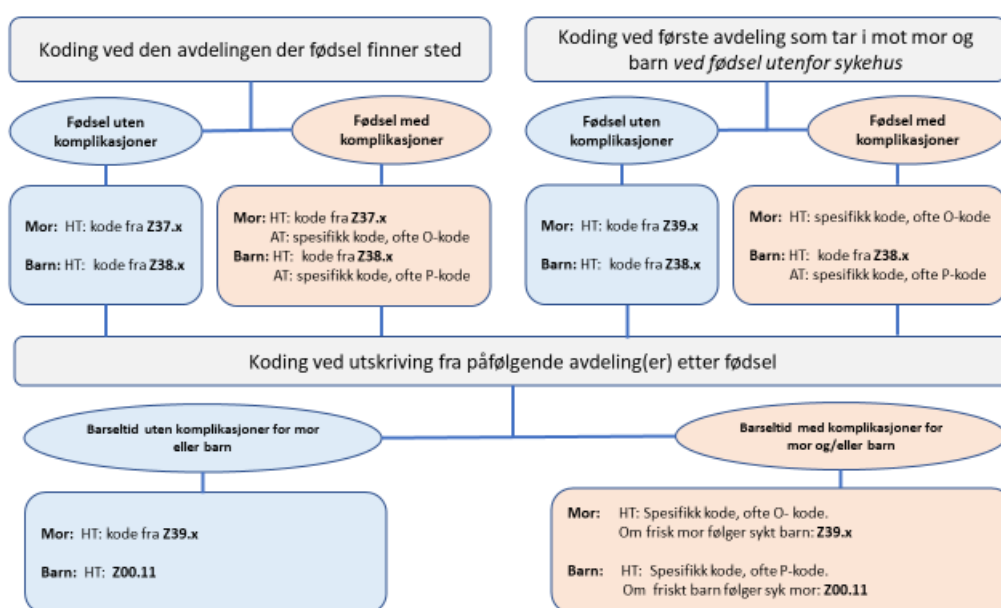 Koding ved den avdelingen der fødsel finner sted
Koding ved første avdeling som tar i mot mor og
barn ved fødsel utenfor sykehus
Fødsel uten
komplikasjoner
Fødsel med
komplikasjoner
Fødsel uten
komplikasjoner
Fødsel med
komplikasjoner
Mor: HT: kode fra Z37.x
Barn: HT: kode fra Z38.x
Mor: HT: kode fra Z37.x
AT: spesifikk kode, ofte O-kode
Barn: HT: kode fra Z38.x
AT: spesifikk kode, ofte P-kode
Mor: HT: kode fra Z39.x
Barn: HT: kode fra Z38.x
Mor: HT: spesifikk kode, ofte O-kode
Barn: HT: kode fra Z38.x
AT: spesifikk kode, ofte P-kode
Koding ved utskriving fra påfølgende avdeling(er) etter fødsel
Barseltid uten komplikasjoner for mor
eller barn
Barseltid med komplikasjoner for
mor og/eller barn
Mor: HT: kode fra Z39.x
Barn: HT: Z00.11
Mor: HT: Spesifikk kode, ofte O- kode.
Om frisk mor følger sykt barn: Z39.x
Barn: HT: Spesifikk kode, ofte P-kode.
Om friskt barn følger syk mor: Z00.11